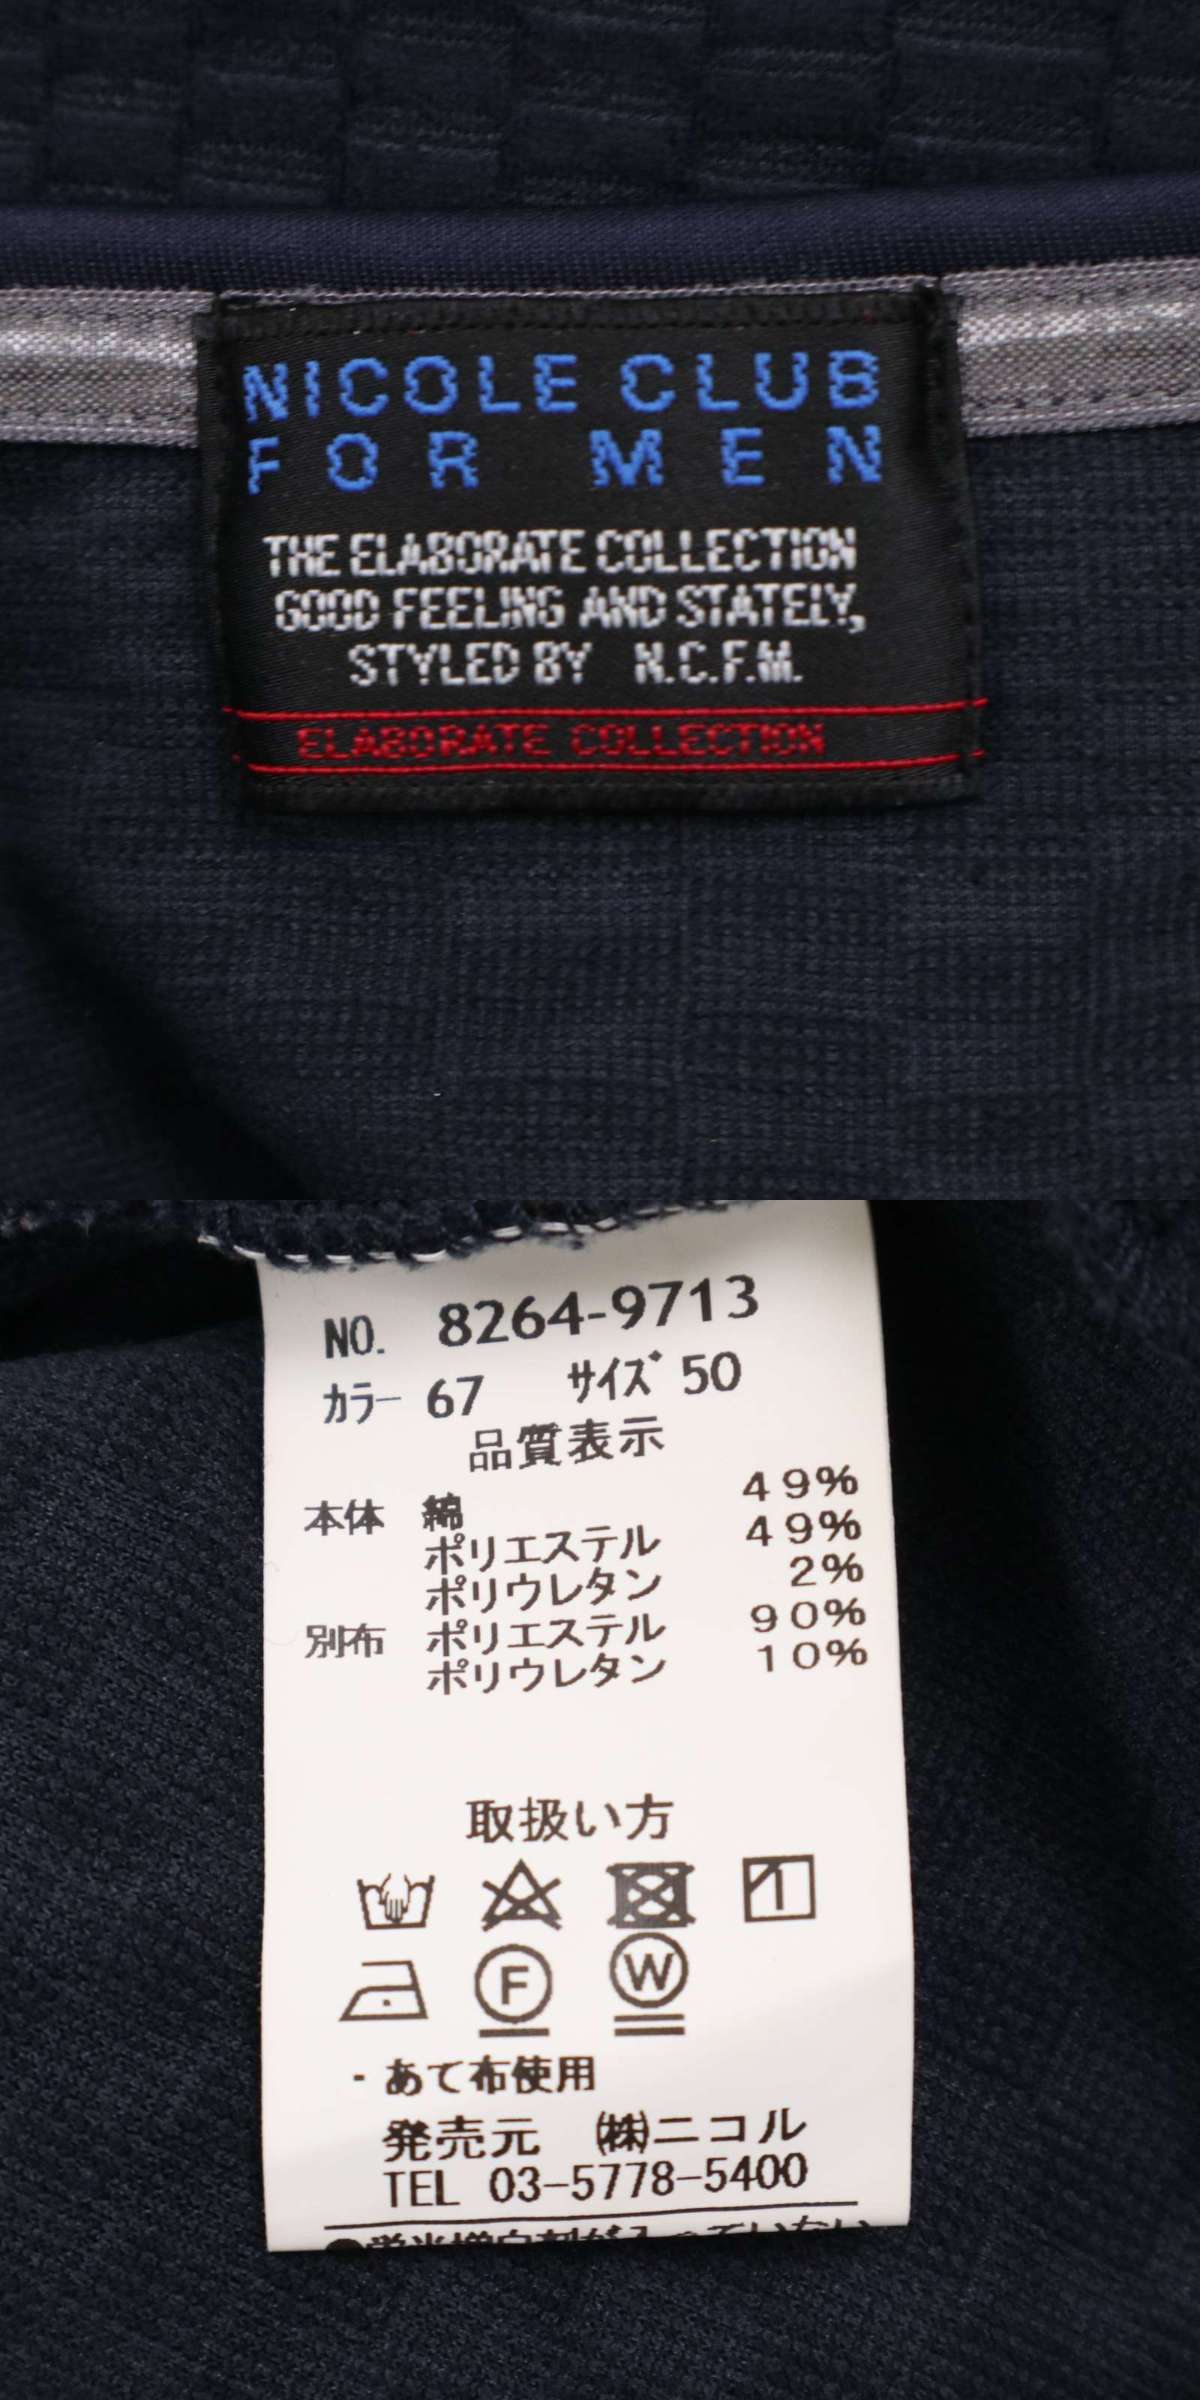 NICOLE CLUB
FOR MEN
THE ELABORATE COLLECTION
GOOD FEELING AND STATELY,
STYLED BY N.C.F.M.
ELABORATE COLLECTION
NO. 8264-9713
カラー 67 サイズ 50
品質表示
本体 綿 49%
ポリエステル 49%
ポリウレタン 2%
別布 ポリエステル 90%
ポリウレタン 10%
取扱い方
F W
・あて布使用
発売元 ㈱ニコル
TEL 03-5778-5400